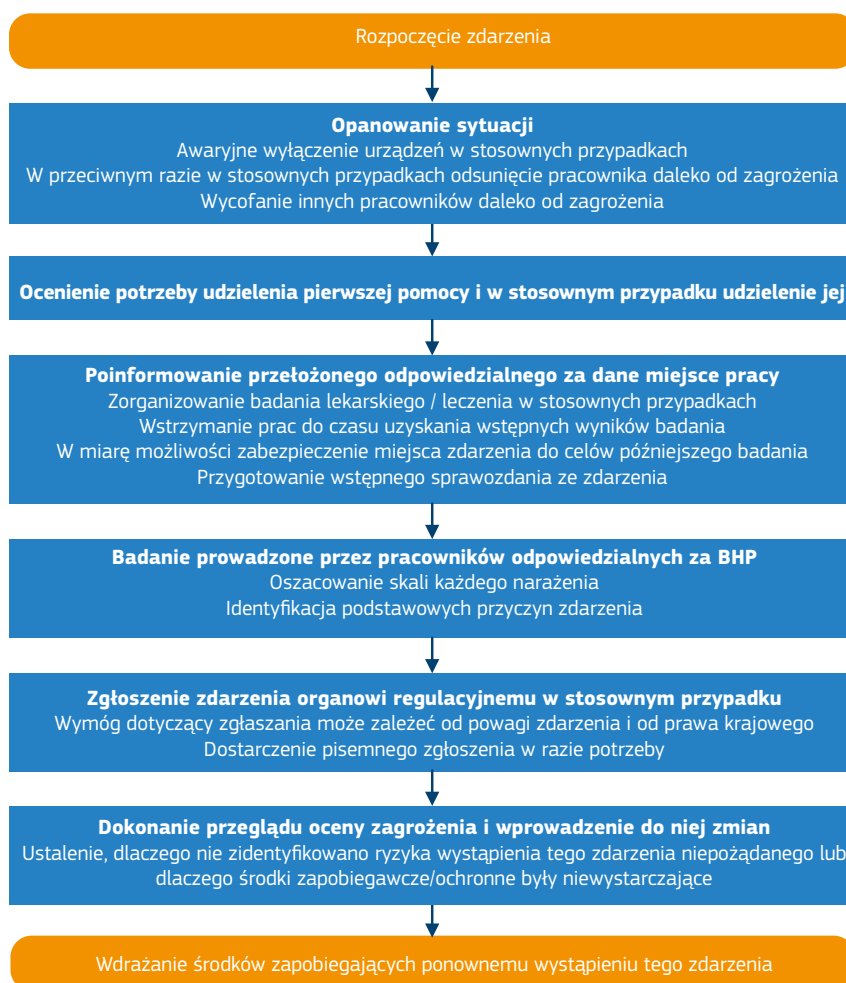 Rozpoczęcie zdarzenia
Opanowanie sytuacji
Awaryjne wyłączenie urządzeń w stosownych przypadkach
W przeciwnym razie w stosownych przypadkach odsunięcie pracownika daleko od zagrożenia
Wycofanie innych pracowników daleko od zagrożenia
Ocenienie potrzeby udzielenia pierwszej pomocy i w stosownym przypadku udzielenie jej
Poinformowanie przełożonego odpowiedzialnego za dane miejsce pracy
Zorganizowanie badania lekarskiego / leczenia w stosownych przypadkach
Wstrzymanie prac do czasu uzyskania wstępnych wyników badania
W miarę możliwości zabezpieczenie miejsca zdarzenia do celów późniejszego badania
Przygotowanie wstępnego sprawozdania ze zdarzenia
Badanie prowadzone przez pracowników odpowiedzialnych za BHP
Oszacowanie skali każdego narażenia
Identyfikacja podstawowych przyczyn zdarzenia
Zgłoszenie zdarzenia organowi regulacyjnemu w stosownym przypadku
Wymóg dotyczący zgłaszania może zależeć od powagi zdarzenia i od prawa krajowego
Dostarczenie pisemnego zgłoszenia w razie potrzeby
Dokonanie przeglądu oceny zagrożenia i wprowadzenie do niej zmian
Ustalenie, dlaczego nie zidentyfikowano ryzyka wystąpienia tego zdarzenia niepożądanego lub
dlaczego środki zapobiegawcze/ochronne były niewystarczające
Wdrażanie środków zapobiegających ponownemu wystąpieniu tego zdarzenia